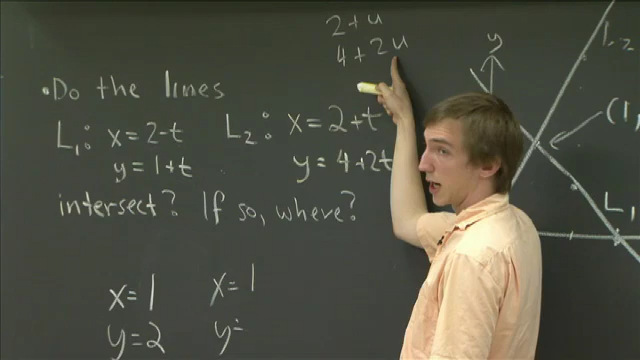 2+u
4+2u
• Do the lines
L₁: x=2-t L₂: x=2+t
y=1+t y=4+2t
intersect? If so, where?
x=1 x=1
y=2 y=
y
L₂
(1,
L₁